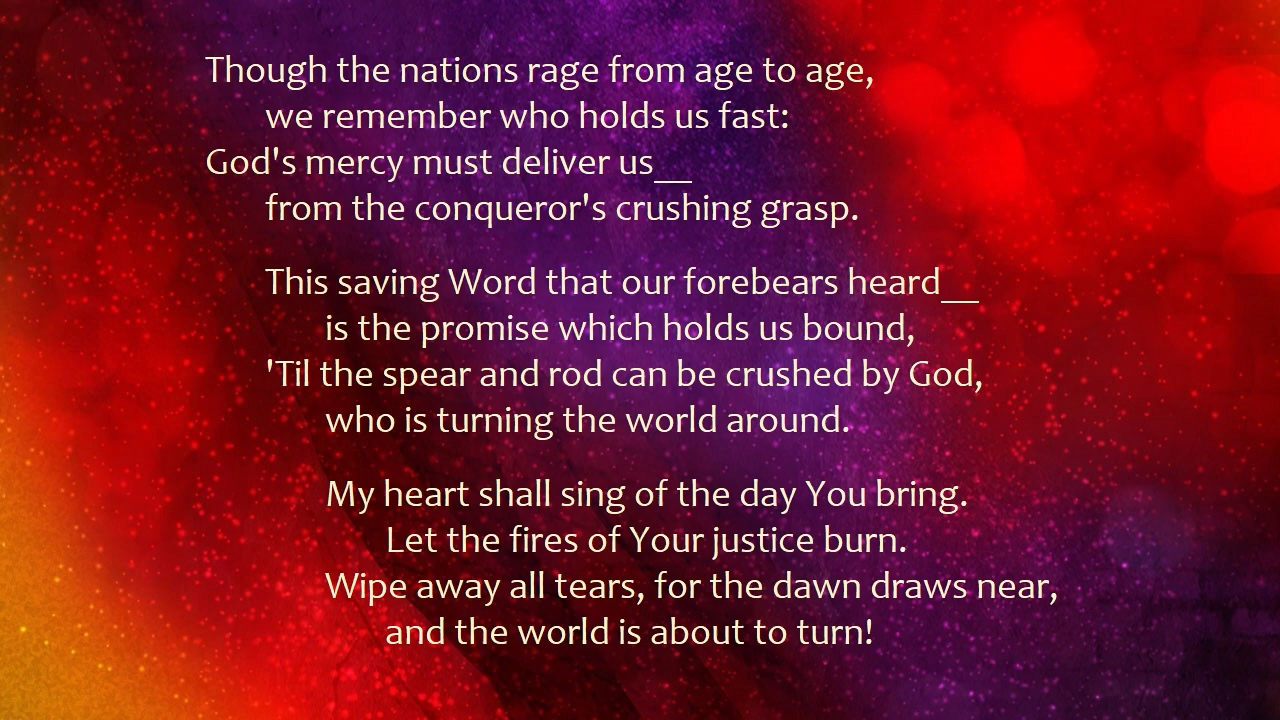 Though the nations rage from age to age,
we remember who holds us fast:
God's mercy must deliver us__
from the conqueror's crushing grasp.
This saving Word that our forebears heard__
is the promise which holds us bound,
'Til the spear and rod can be crushed by God,
who is turning the world around.
My heart shall sing of the day You bring.
Let the fires of Your justice burn.
Wipe away all tears, for the dawn draws near,
and the world is about to turn!